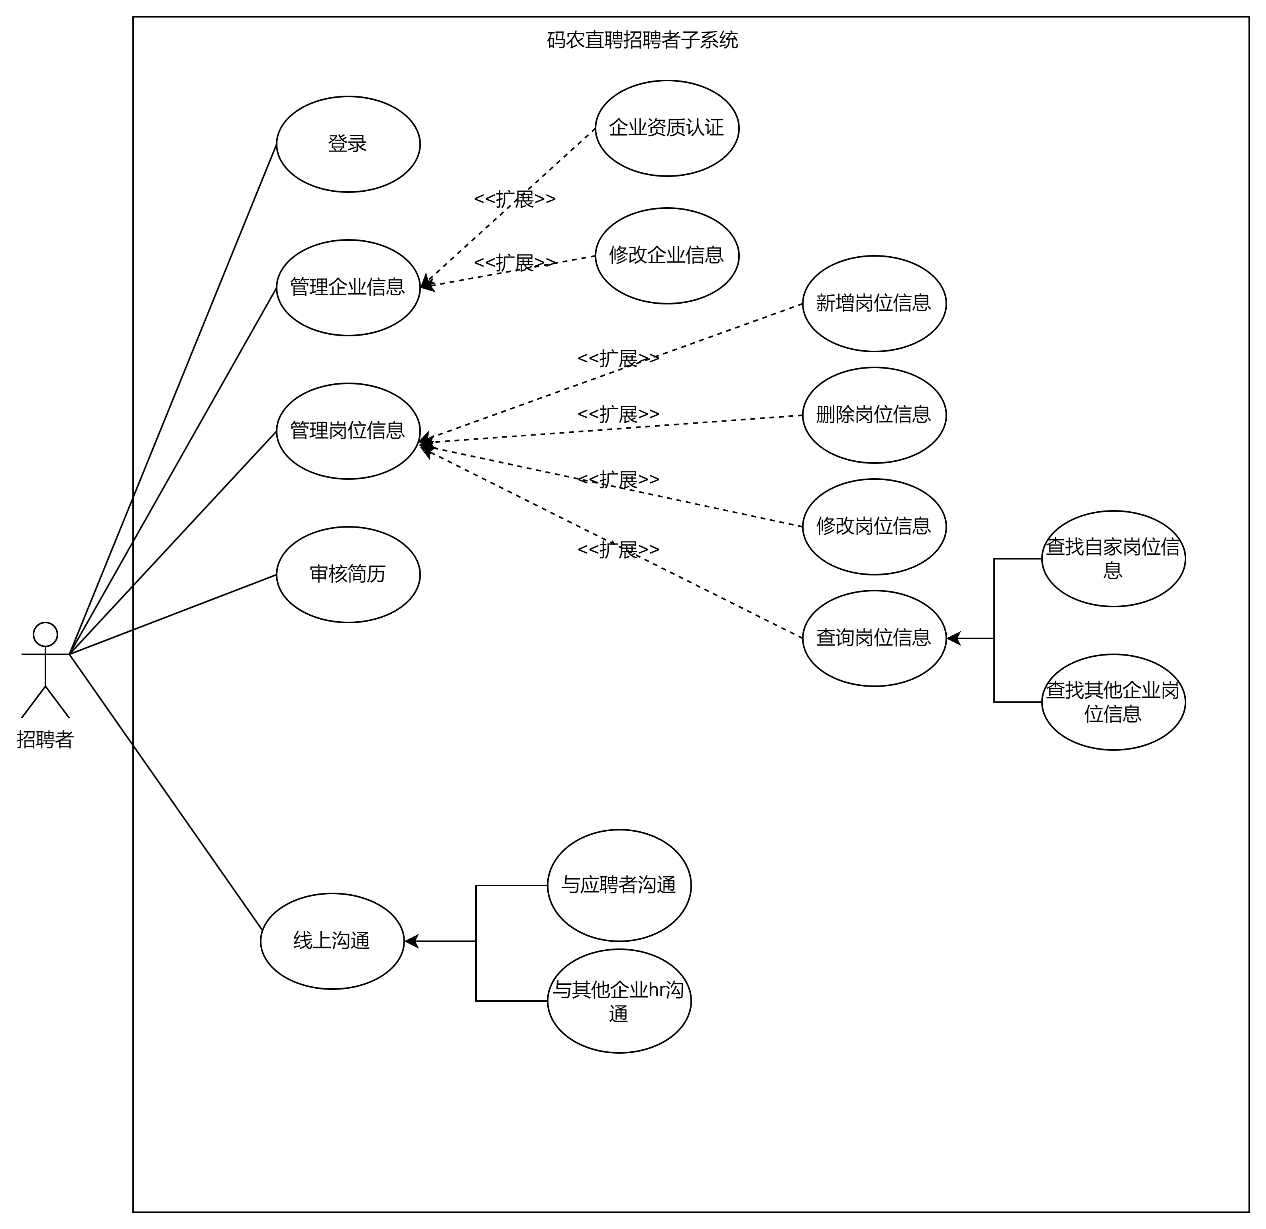 码农直聘招聘者子系统
登录
企业资质认证
<<扩展>>
修改企业信息
<<扩展>>
管理企业信息
新增岗位信息
<<扩展>>
删除岗位信息
<<扩展>>
管理岗位信息
<<扩展>>
修改岗位信息
<<扩展>>
查找自家岗位信
息
审核简历
查询岗位信息
查找其他企业岗
位信息
招聘者
与应聘者沟通
线上沟通
与其他企业hr沟
通